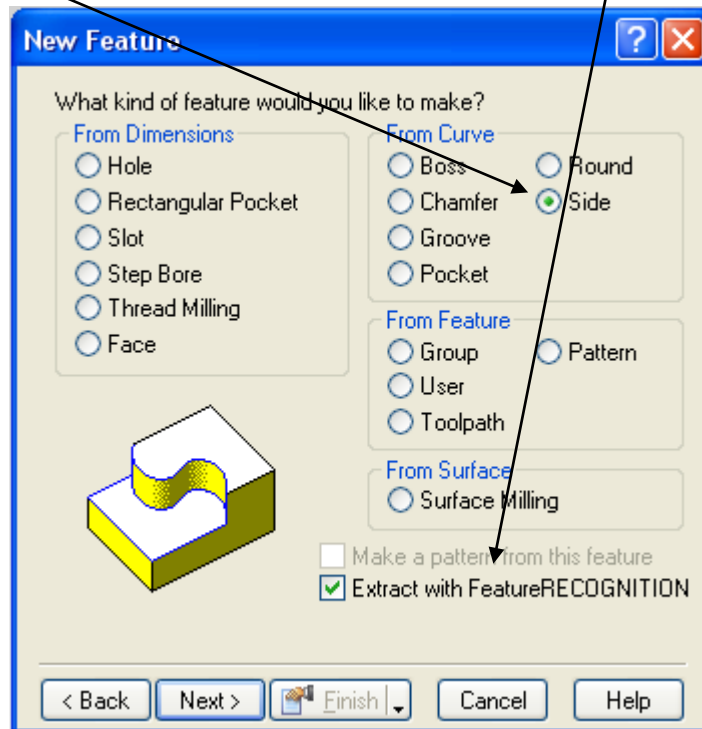 New Feature
What kind of feature would you like to make?
From Dimensions
Hole
Rectangular Pocket
Slot
Step Bore
Thread Milling
Face
From Curve
Boss
Round
Chamfer
Side
Groove
Pocket
From Feature
Group
Pattern
User
Toolpath
From Surface
Surface Milling
Make a pattern from this feature
Extract with FeatureRECOGNITION
< Back
Next >
Finish
Cancel
Help